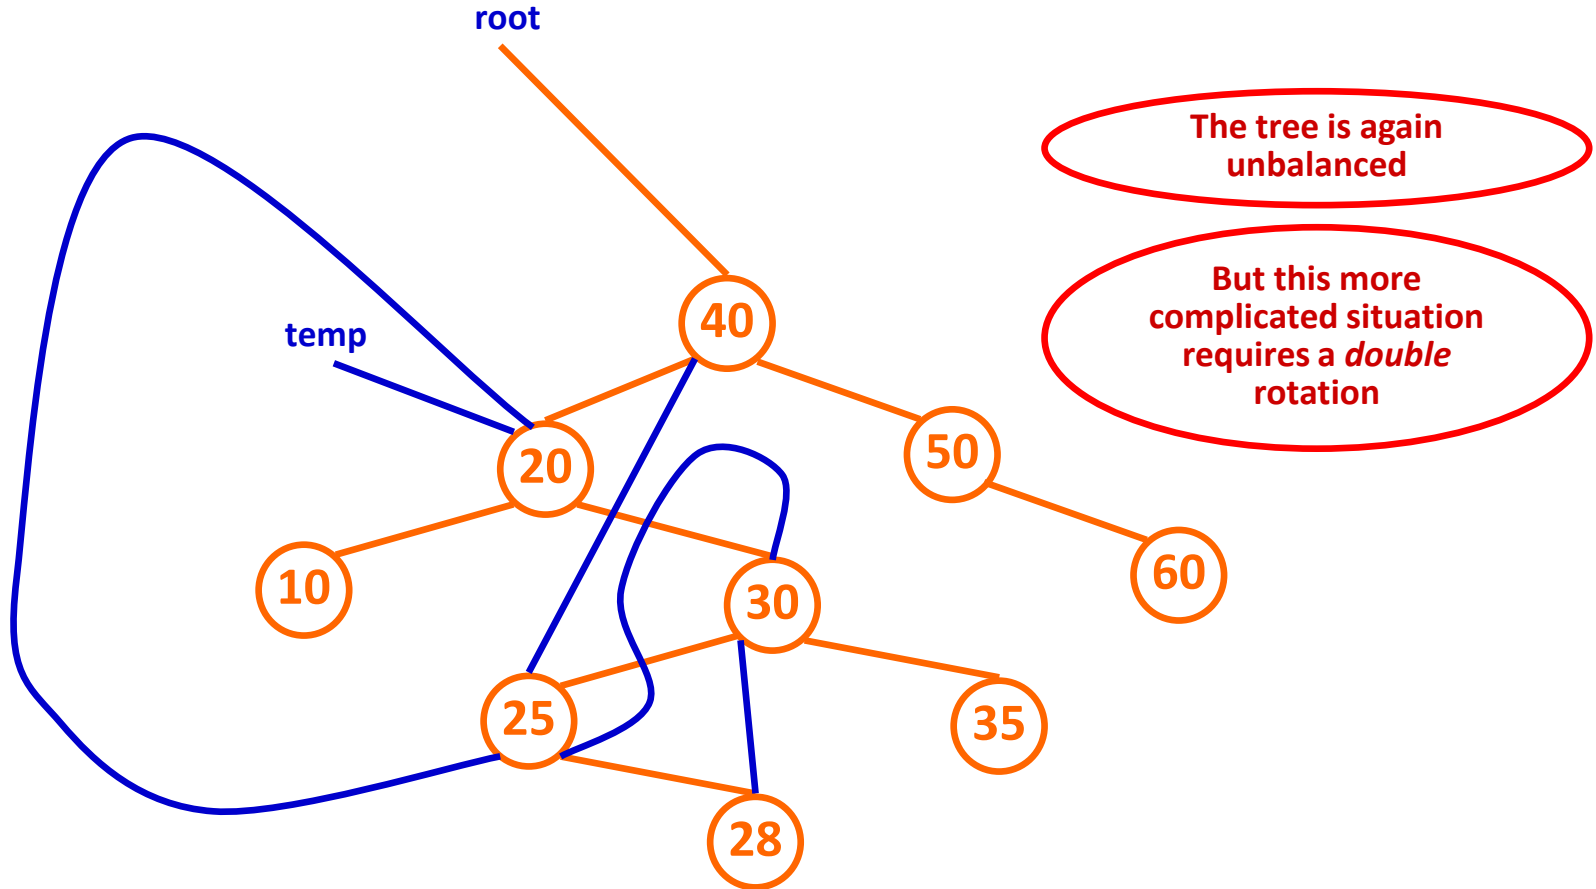 root
The tree is again
unbalanced
But this more
complicated situation
requires a double
rotation
temp
40
20
50
10
30
60
25
35
28